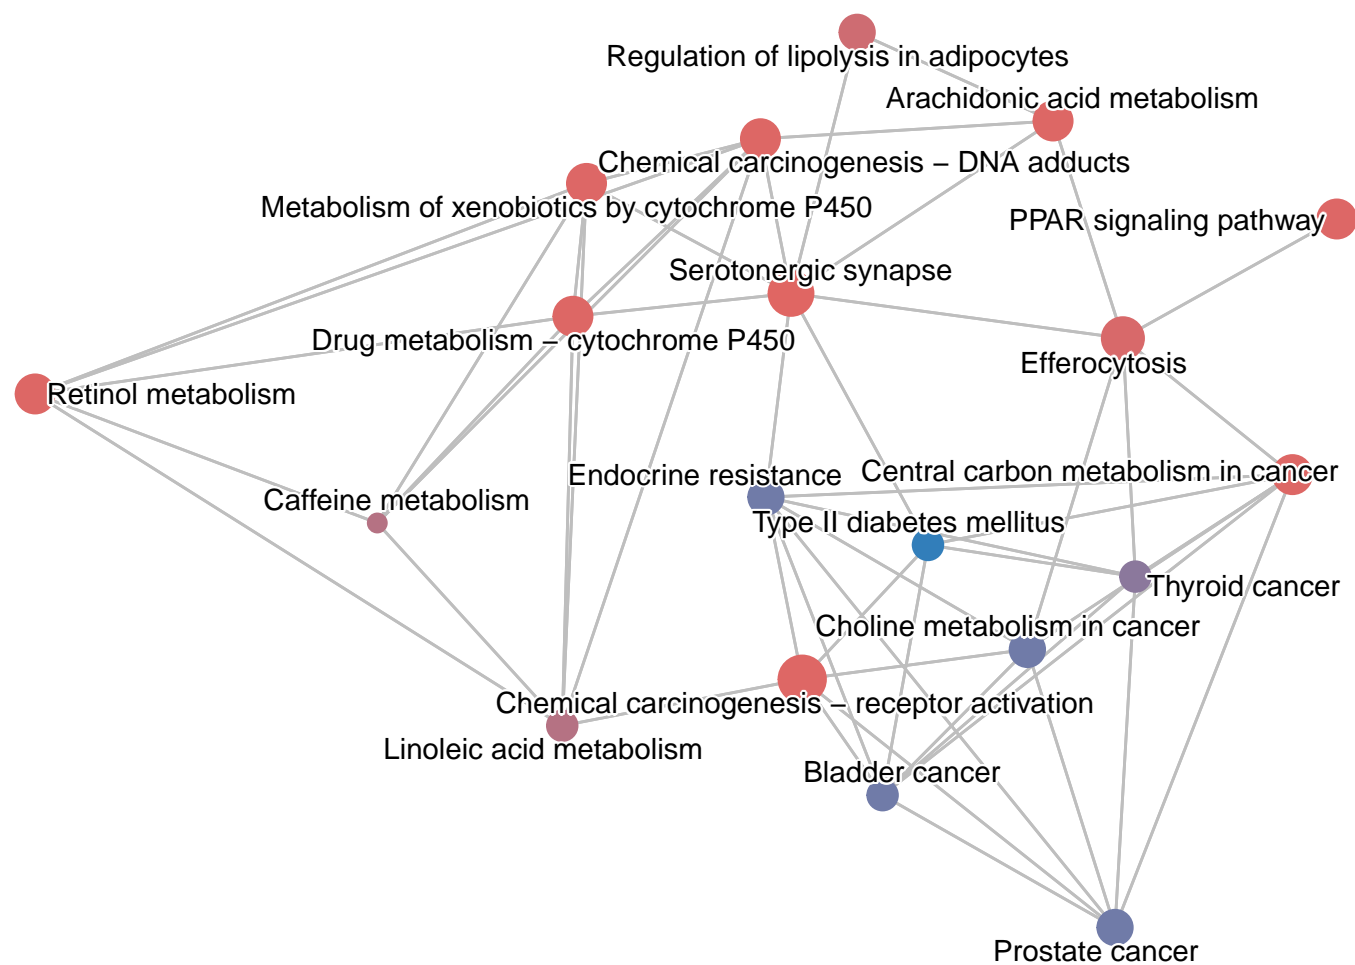 Regulation of lipolysis in adipocytes
Arachidonic acid metabolism
Chemical carcinogenesis – DNA adducts
Metabolism of xenobiotics by cytochrome P450
PPAR signaling pathway
Serotonergic synapse
Drug metabolism – cytochrome P450
Efferocytosis
Retinol metabolism
Endocrine resistance
Central carbon metabolism in cancer
Caffeine metabolism
Type II diabetes mellitus
Thyroid cancer
Choline metabolism in cancer
Chemical carcinogenesis – receptor activation
Linoleic acid metabolism
Bladder cancer
Prostate cancer